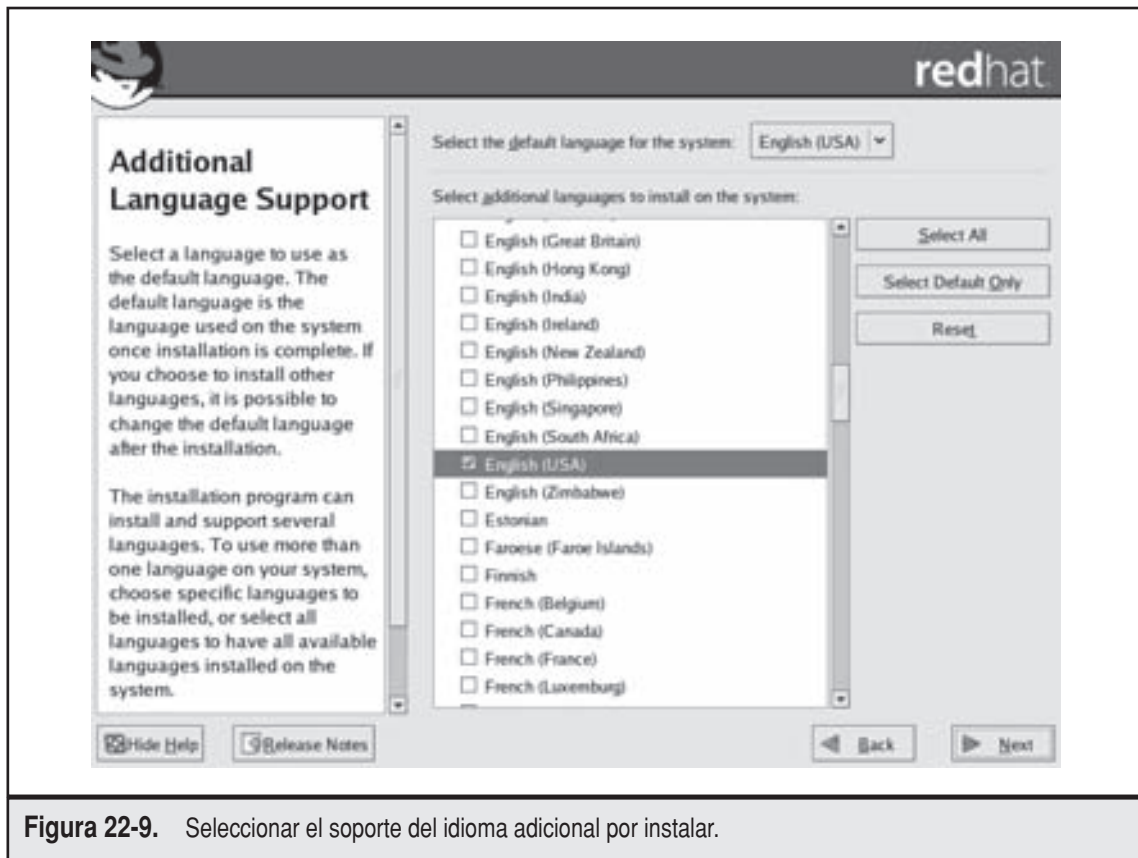 redhat
Additional
Language Support
Select a language to use as
the default language. The
default language is the
language used on the system
once installation is complete. If
you choose to install other
languages, it is possible to
change the default language
after the installation.
The installation program can
install and support several
languages. To use more than
one language on your system,
choose specific languages to
be installed, or select all
languages to have all available
languages installed on the
system.
Select the default language for the system: English (USA)
Select additional languages to install on the system:
English (Great Britain)
English (Hong Kong)
English (India)
English (Ireland)
English (New Zealand)
English (Philippines)
English (Singapore)
English (South Africa)
English (USA)
English (Zimbabwe)
Estonian
Faroese (Faroe Islands)
Finnish
French (Belgium)
French (Canada)
French (France)
French (Luxemburg)
Select All
Select Default Only
Reset
Hide Help
Release Notes
Back
Next
Figura 22-9. Seleccionar el soporte del idioma adicional por instalar.